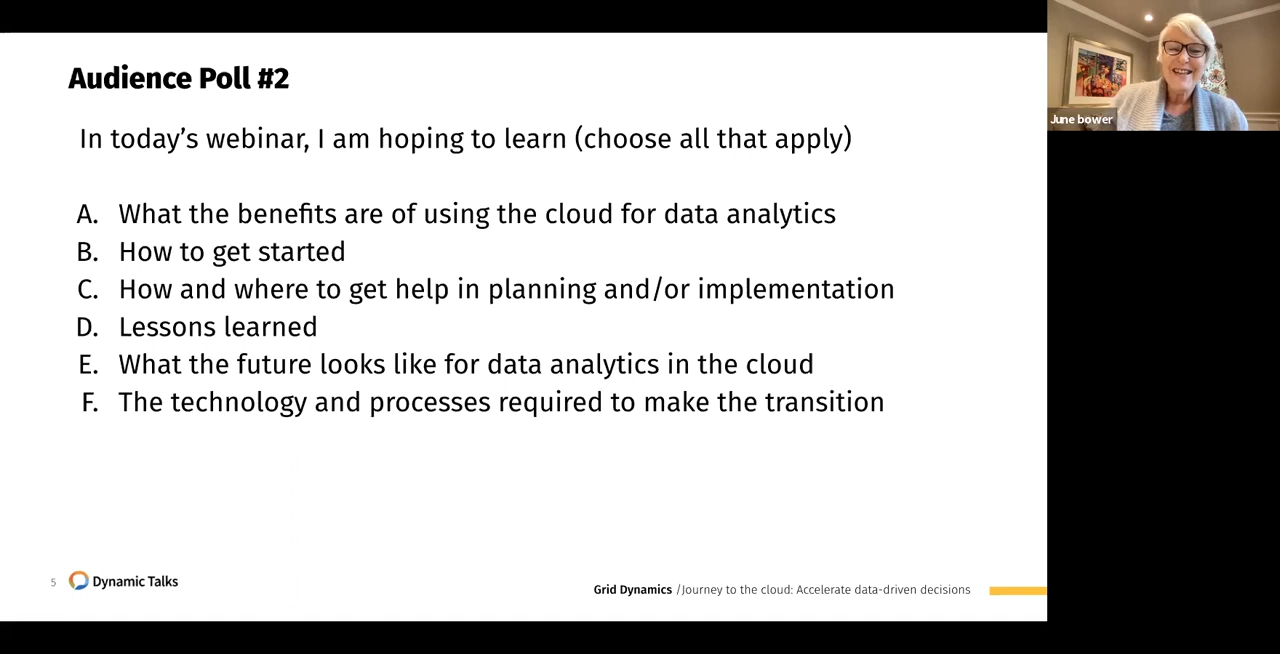 Audience Poll #2
In today’s webinar, I am hoping to learn (choose all that apply)
A. What the benefits are of using the cloud for data analytics
B. How to get started
C. How and where to get help in planning and/or implementation
D. Lessons learned
E. What the future looks like for data analytics in the cloud
F. The technology and processes required to make the transition
5 Dynamic Talks
Grid Dynamics /Journey to the cloud: Accelerate data-driven decisions
June bower